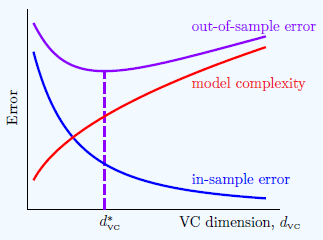 out-of-sample error
model complexity
Error
in-sample error
d*VC
VC dimension, dVC